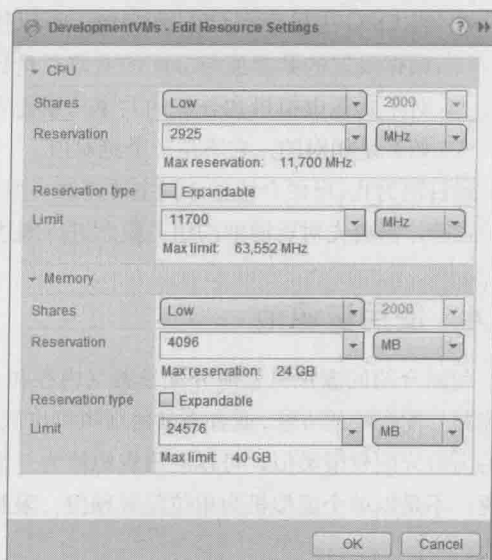 DevelopmentVMs - Edit Resource Settings ?
CPU
Shares Low 2000
Reservation 2925 MHz
Max reservation: 11,700 MHz
Reservation type Expandable
Limit 11700 MHz
Max limit: 63,552 MHz
Memory
Shares Low 2000
Reservation 4096 MB
Max reservation: 24 GB
Reservation type Expandable
Limit 24576 MB
Max limit: 40 GB
OK Cancel